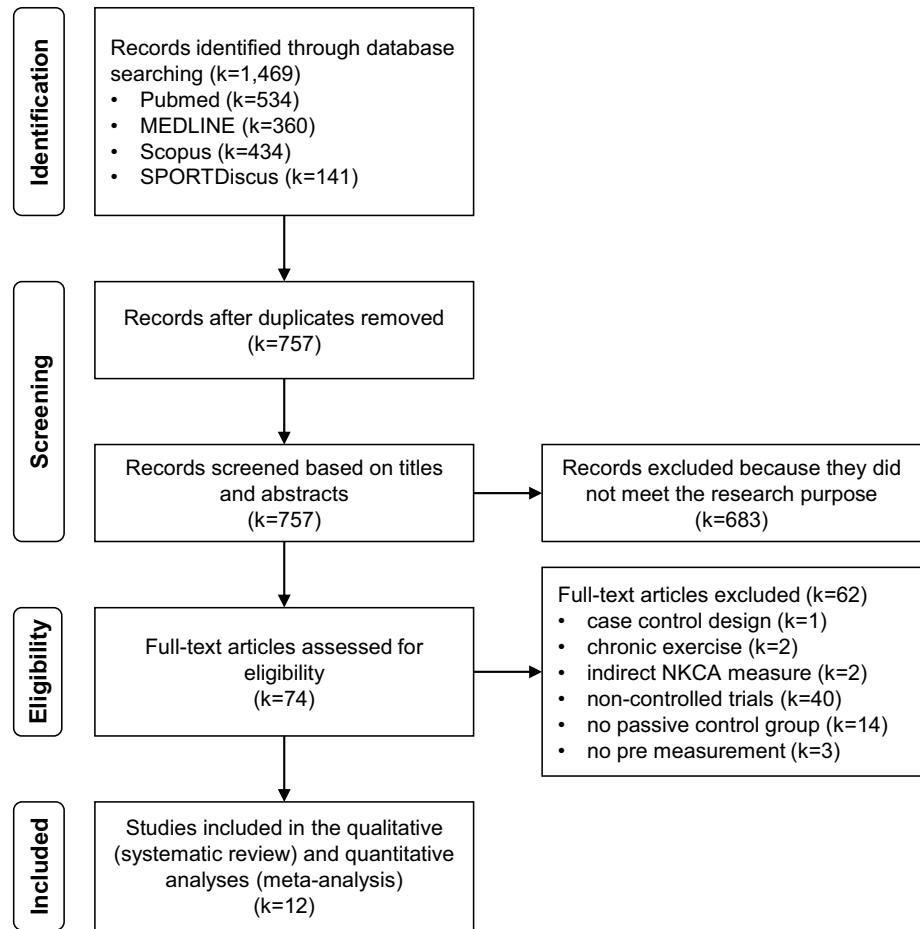 Identification
Records identified through database
searching (k=1,469)
• Pubmed (k=534)
• MEDLINE (k=360)
• Scopus (k=434)
• SPORTDiscus (k=141)
Screening
Records after duplicates removed
(k=757)
Records screened based on titles
and abstracts
(k=757)
Records excluded because they did
not meet the research purpose
(k=683)
Eligibility
Full-text articles assessed for
eligibility
(k=74)
Full-text articles excluded (k=62)
• case control design (k=1)
• chronic exercise (k=2)
• indirect NKCA measure (k=2)
• non-controlled trials (k=40)
• no passive control group (k=14)
• no pre measurement (k=3)
Included
Studies included in the qualitative
(systematic review) and quantitative
analyses (meta-analysis)
(k=12)